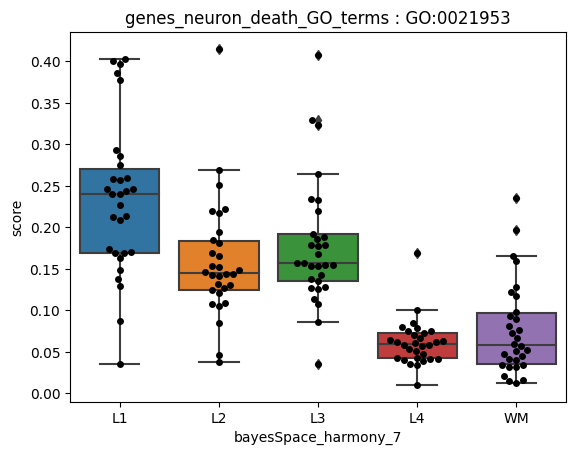 genes_neuron_death_GO_terms : GO:0021953
0.40
0.35
0.30
0.25
0.20
0.15
0.10
0.05
0.00
score
L1 L2 L3 L4 WM
bayesSpace_harmony_7